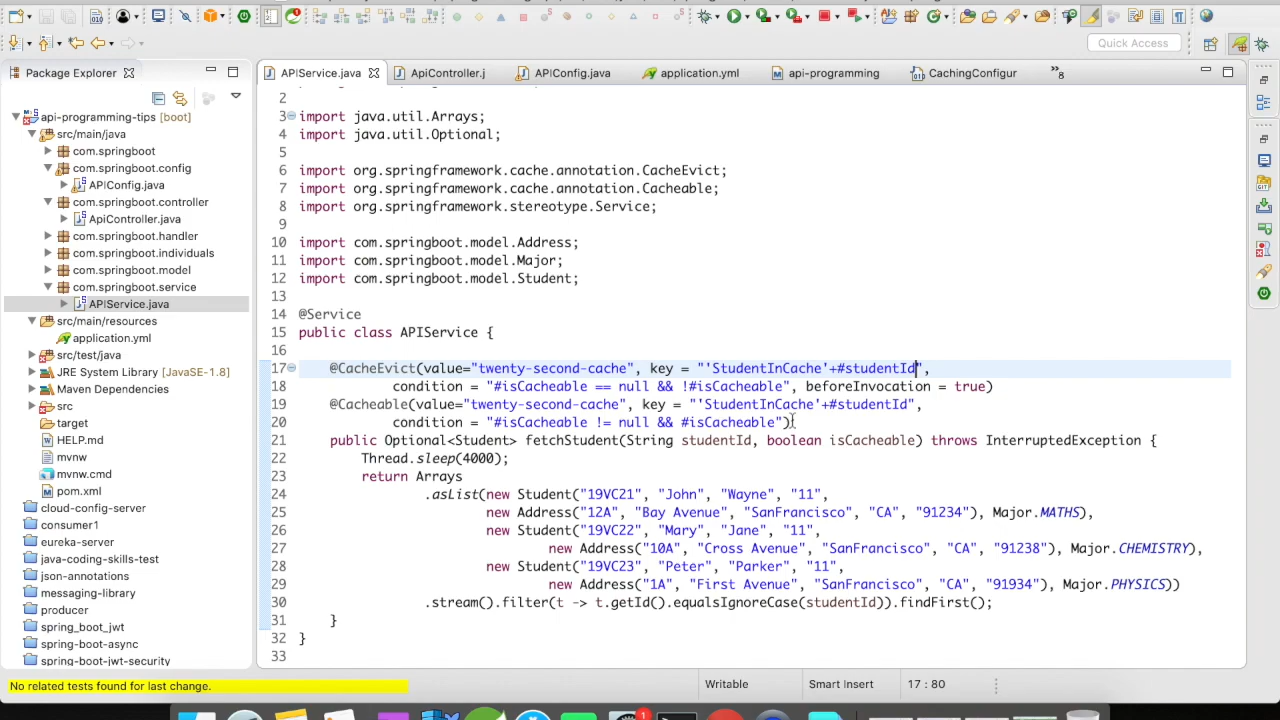 Quick Access
Package Explorer
APIService.java
ApiController.j
APIConfig.java
application.yml
api-programming
CachingConfigur
»8
api-programming-tips [boot]
src/main/java
com.springboot
com.springboot.config
APIConfig.java
com.springboot.controller
ApiController.java
com.springboot.handler
com.springboot.individuals
com.springboot.model
com.springboot.service
APIService.java
src/main/resources
application.yml
src/test/java
JRE System Library [JavaSE-1.8]
Maven Dependencies
src
target
HELP.md
mvnw
mvnw.cmd
pom.xml
cloud-config-server
consumer1
eureka-server
java-coding-skills-test
json-annotations
messaging-library
producer
spring_boot_jwt
spring-boot-async
spring-boot-jwt-security
2
3 import java.util.Arrays;
4 import java.util.Optional;
5
6 import org.springframework.cache.annotation.CacheEvict;
7 import org.springframework.cache.annotation.Cacheable;
8 import org.springframework.stereotype.Service;
9
10 import com.springboot.model.Address;
11 import com.springboot.model.Major;
12 import com.springboot.model.Student;
13
14 @Service
15 public class APIService {
16
17 @CacheEvict(value="twenty-second-cache", key = "'StudentInCache'+#studentId",
18 condition = "#isCacheable == null && !#isCacheable", beforeInvocation = true)
19 @Cacheable(value="twenty-second-cache", key = "'StudentInCache'+#studentId",
20 condition = "#isCacheable != null && #isCacheable")
21 public Optional<Student> fetchStudent(String studentId, boolean isCacheable) throws InterruptedException {
22 Thread.sleep(4000);
23 return Arrays
24 .asList(new Student("19VC21", "John", "Wayne", "11",
25 new Address("12A", "Bay Avenue", "SanFrancisco", "CA", "91234"), Major.MATHS),
26 new Student("19VC22", "Mary", "Jane", "11",
27 new Address("10A", "Cross Avenue", "SanFrancisco", "CA", "91238"), Major.CHEMISTRY),
28 new Student("19VC23", "Peter", "Parker", "11",
29 new Address("1A", "First Avenue", "SanFrancisco", "CA", "91934"), Major.PHYSICS))
30 .stream().filter(t -> t.getId().equalsIgnoreCase(studentId)).findFirst();
31 }
32 }
33
No related tests found for last change.
Writable
Smart Insert
17 : 80
1